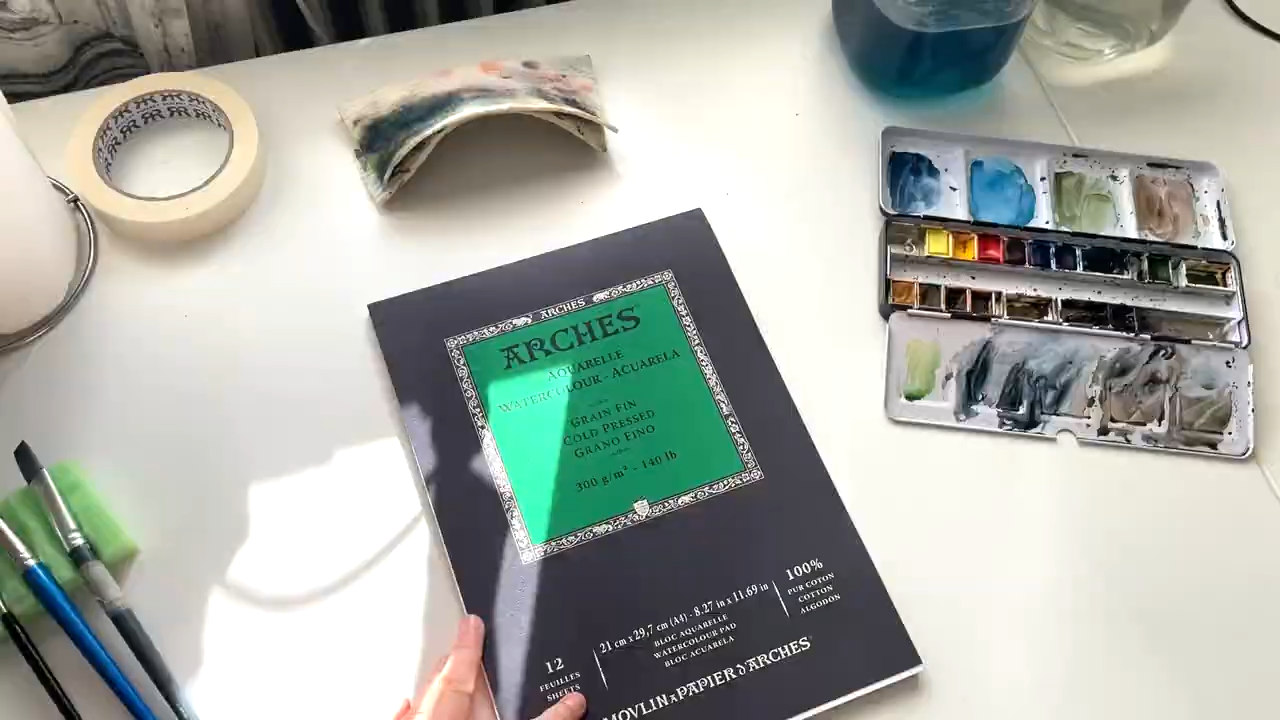 ARCHES
ARCHES
AQUARELLE
WATERCOLOUR - ACUARELA
GRAIN FIN
COLD PRESSED
GRANO FINO
300 g/m² - 140 lb
12
FEUILLES
SHEETS
21 cm x 29,7 cm (A4) - 8.27 in x 11.69 in
BLOC AQUARELLE
WATERCOLOUR PAD
BLOC ACUARELA
100%
PUR COTON
COTTON
ALGODÓN
MOVLIN À PAPIER D'ARCHES